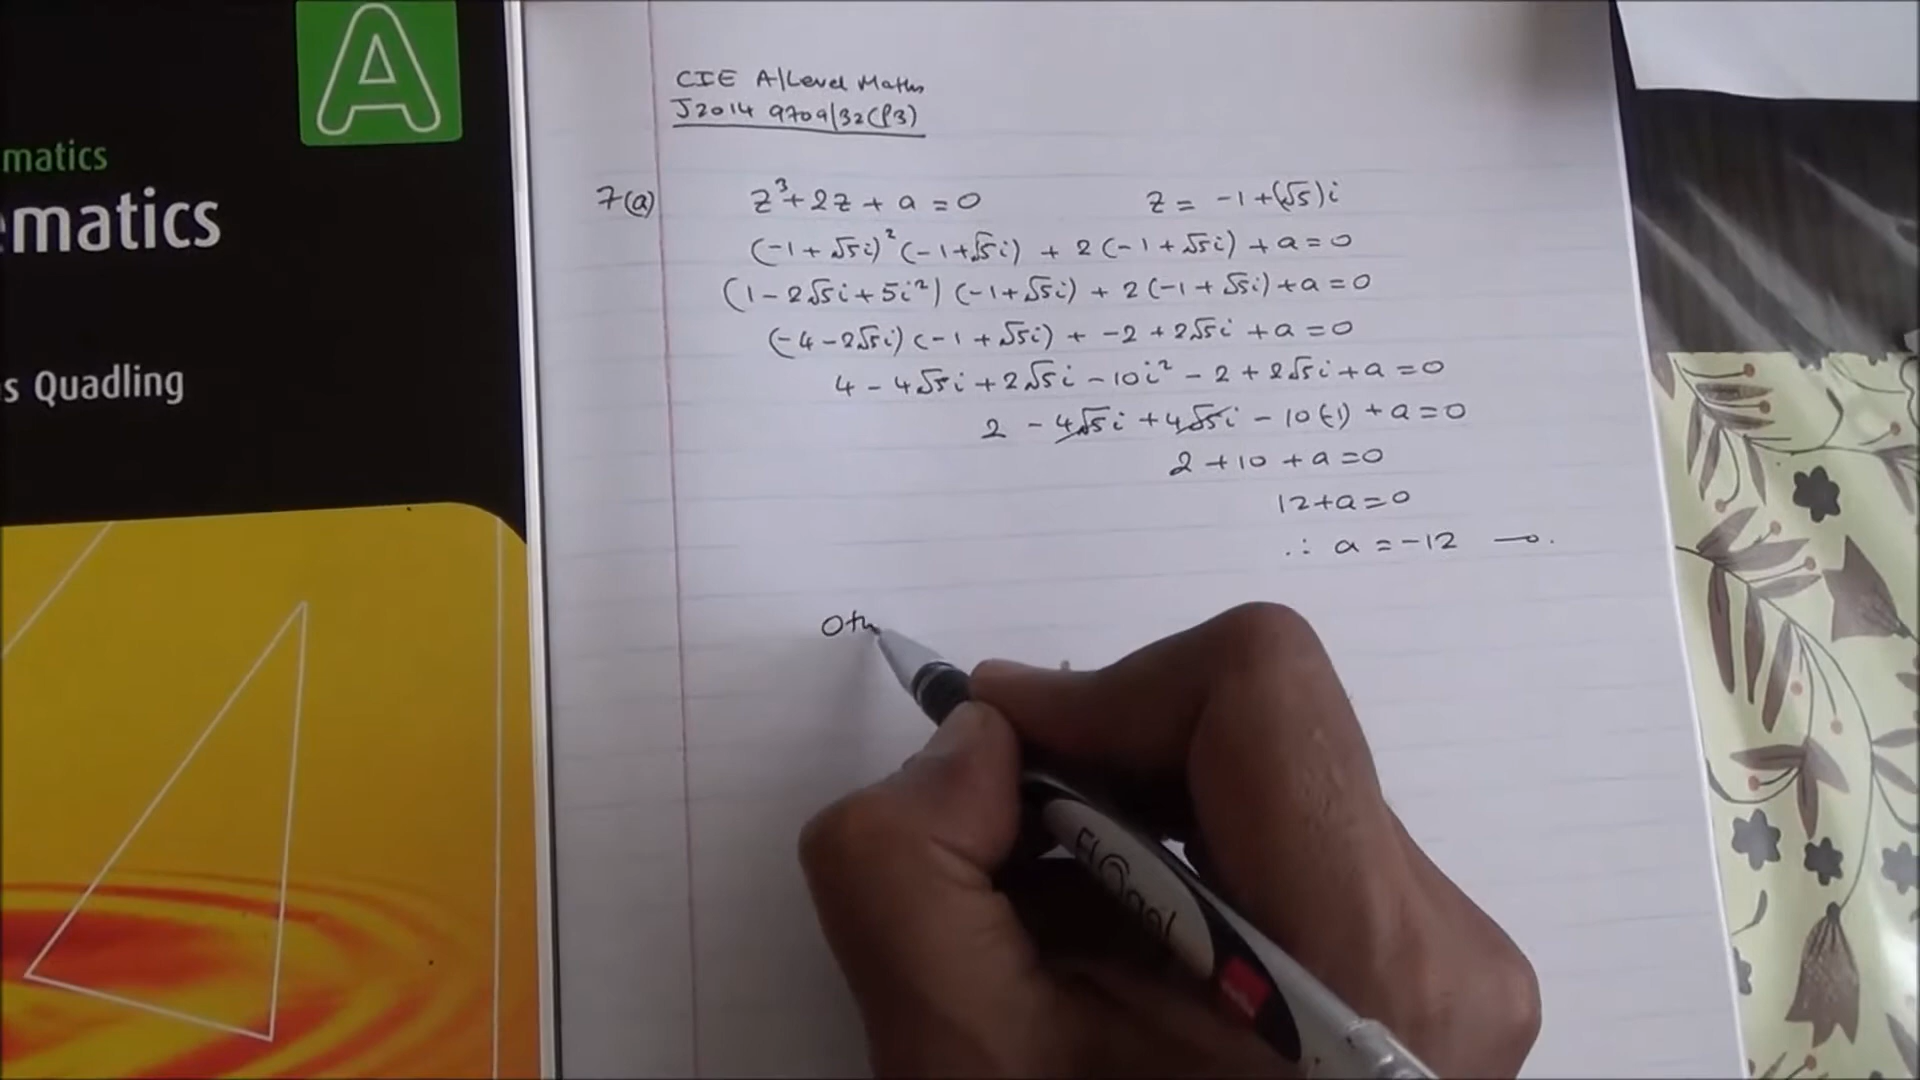 A
matics
ematics
s Quadling
CIE A/Level Maths
J2014 9709/32(P3)
7(a) z³+2z+a=0 z = -1+(√5)i
(-1+√5i)²(-1+√5i) + 2(-1+√5i)+a=0
(1-2√5i+5i²)(-1+√5i)+2(-1+√5i)+a=0
(-4-2√5i)(-1+√5i)+ -2+2√5i+a=0
4-4√5i+2√5i-10i²-2+2√5i+a=0
2 -4√5i+4√5i-10(-1)+a=0
2+10+a=0
12+a=0
∴ a=-12
Oth